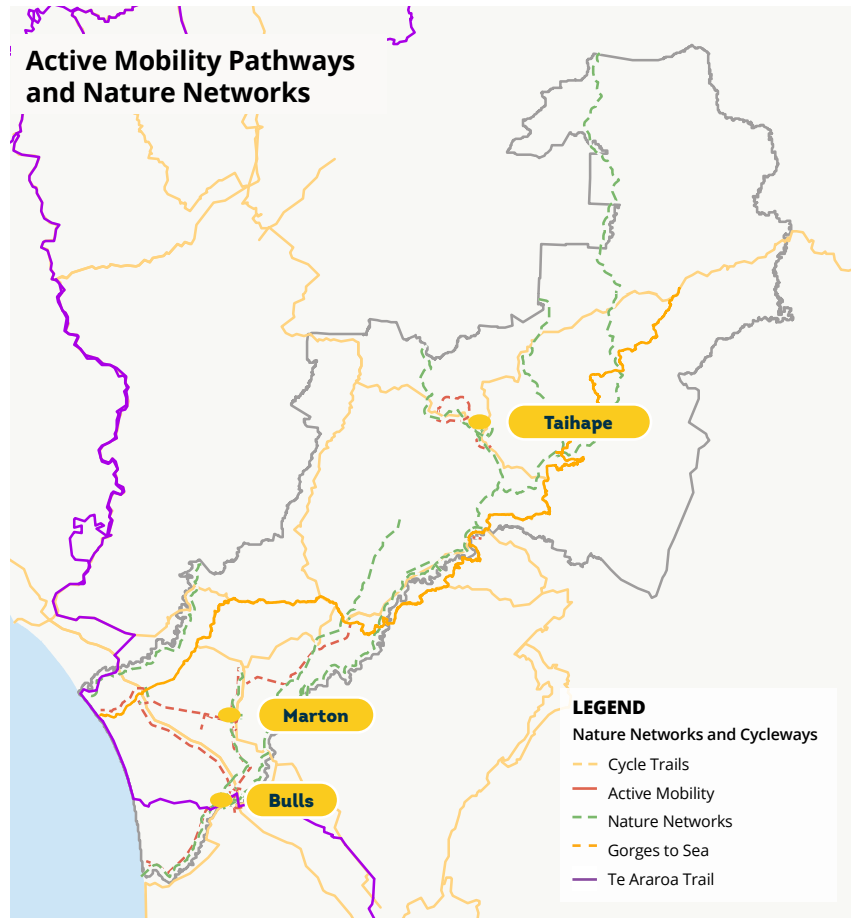 Active Mobility Pathways
and Nature Networks
Taihape
Marton
Bulls
LEGEND
Nature Networks and Cycleways
Cycle Trails
Active Mobility
Nature Networks
Gorges to Sea
Te Araroa Trail